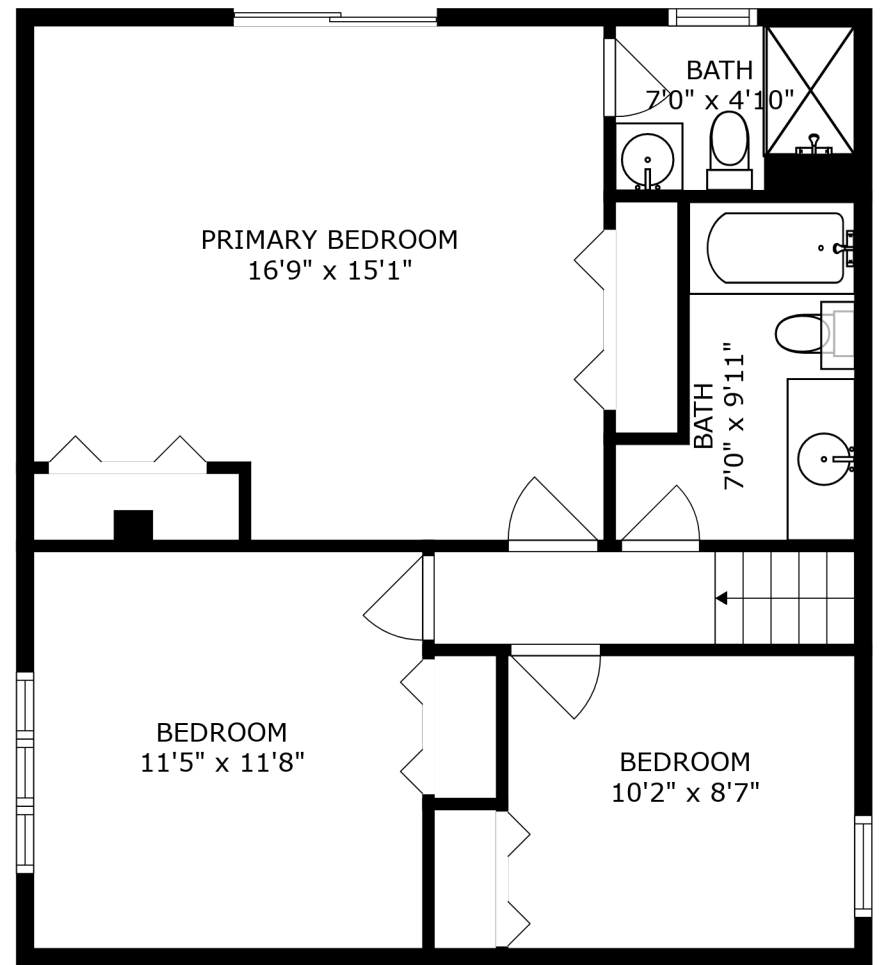 BATH
7'0" x 4'10"
PRIMARY BEDROOM
16'9" x 15'1"
BATH
7'0" x 9'11"
BEDROOM
11'5" x 11'8"
BEDROOM
10'2" x 8'7"